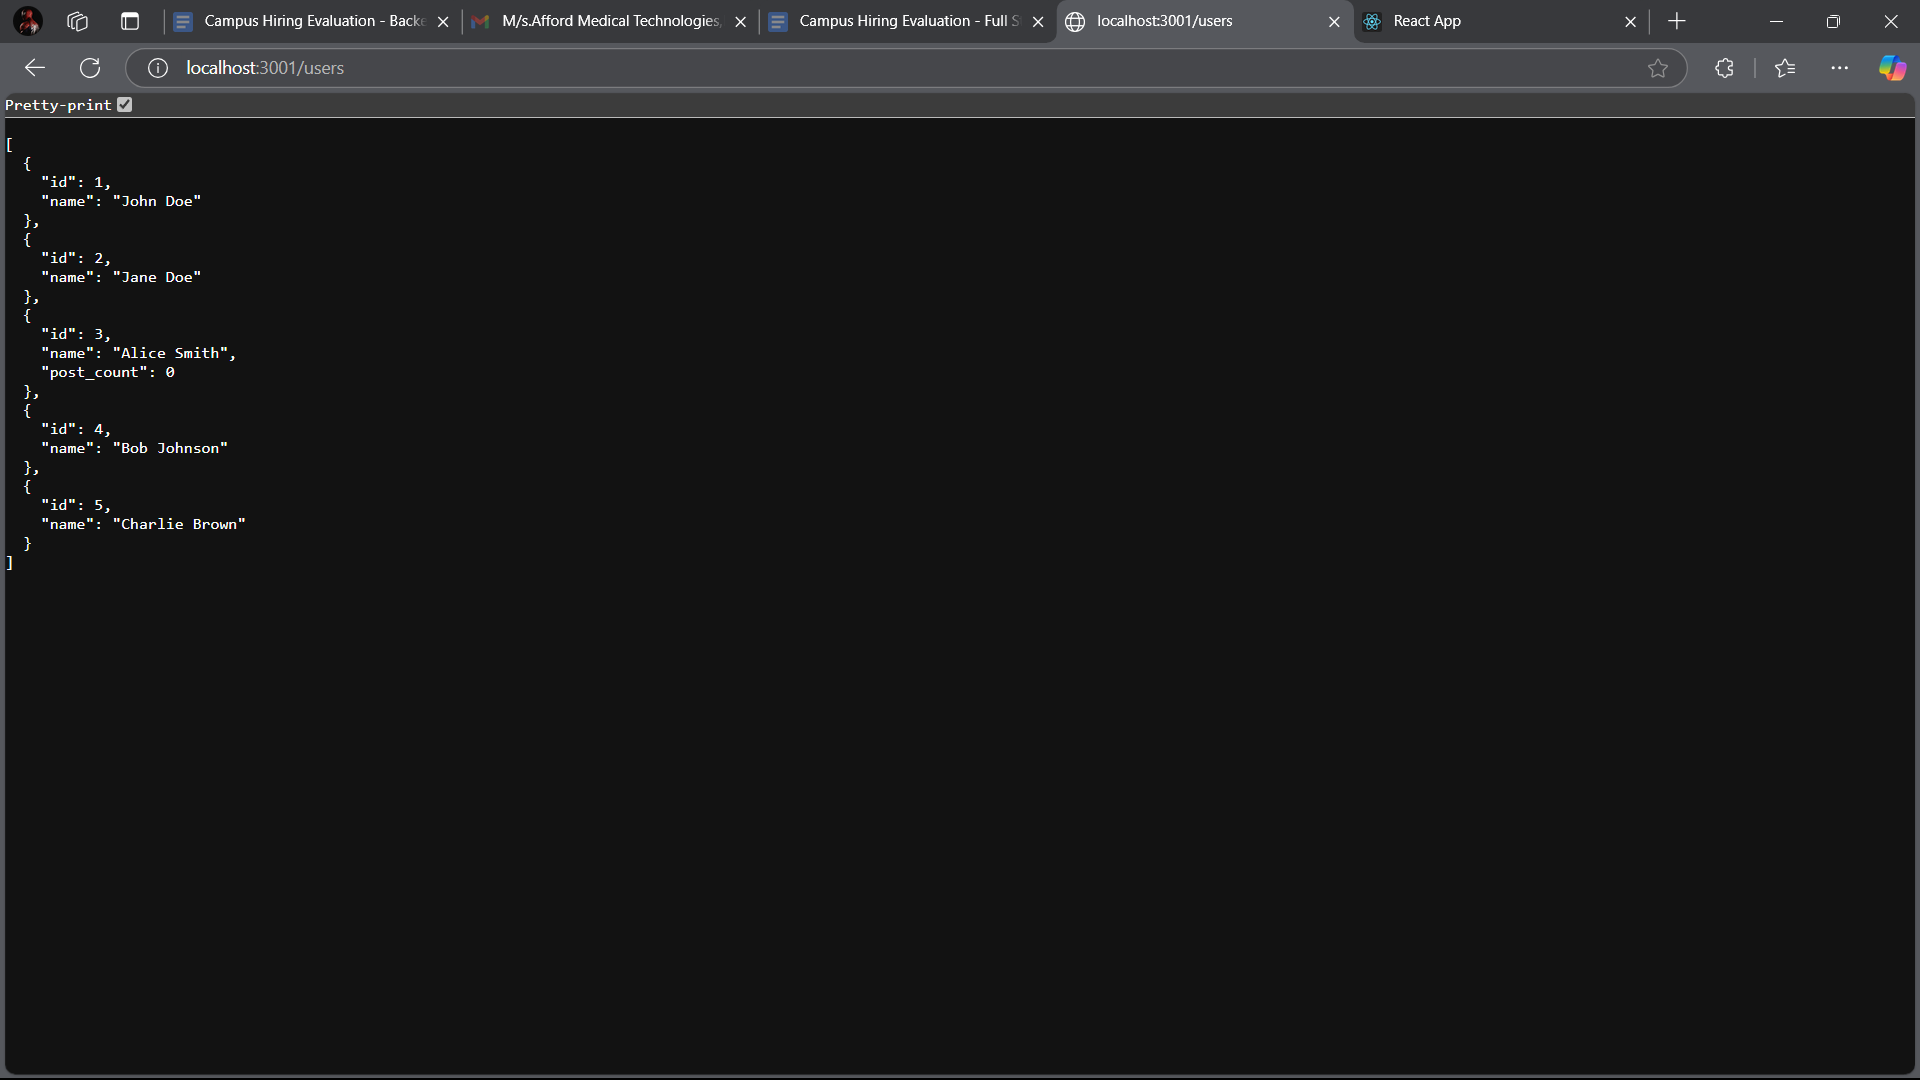 Campus Hiring Evaluation - Backe
M/s.Afford Medical Technologies,
Campus Hiring Evaluation - Full S
localhost:3001/users
React App
localhost:3001/users
Pretty-print
[
  {
    "id": 1,
    "name": "John Doe"
  },
  {
    "id": 2,
    "name": "Jane Doe"
  },
  {
    "id": 3,
    "name": "Alice Smith",
    "post_count": 0
  },
  {
    "id": 4,
    "name": "Bob Johnson"
  },
  {
    "id": 5,
    "name": "Charlie Brown"
  }
]